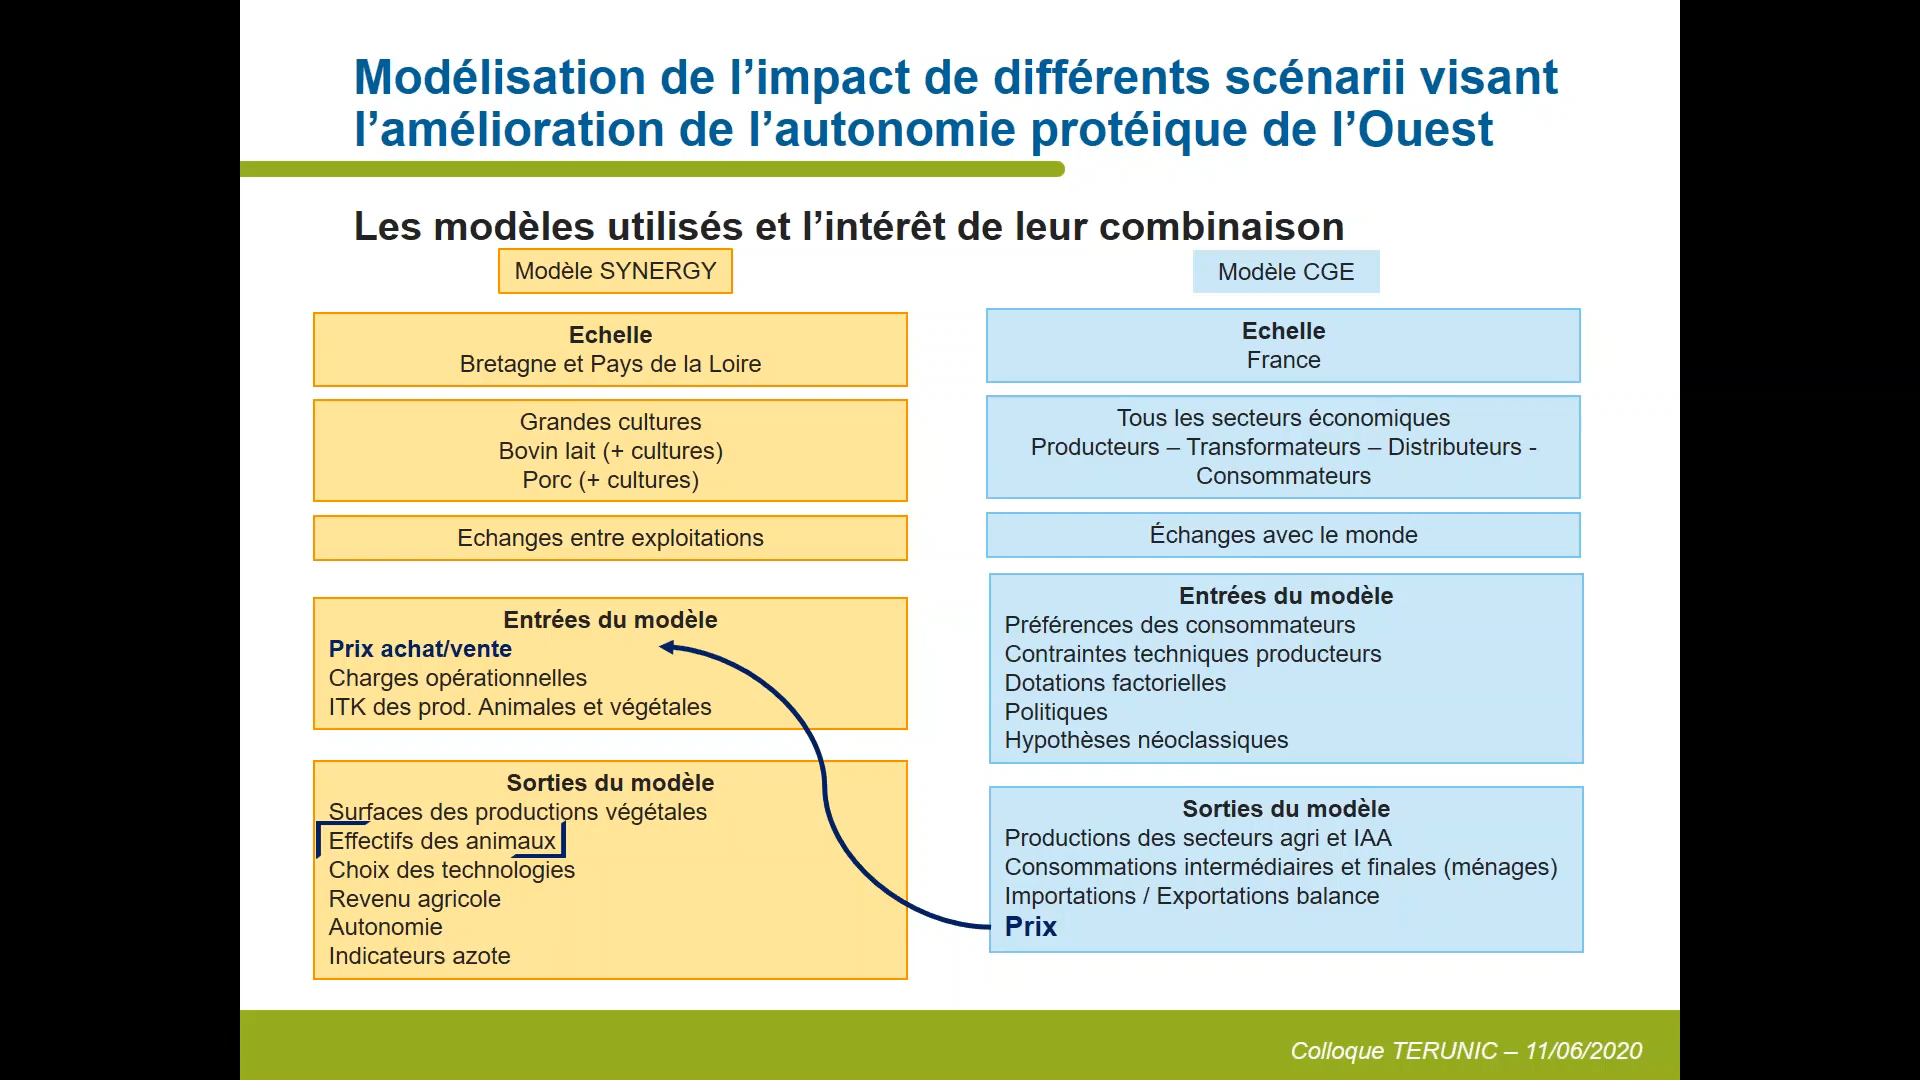 Modélisation de l’impact de différents scénarii visant
l’amélioration de l’autonomie protéique de l’Ouest
Les modèles utilisés et l’intérêt de leur combinaison
Modèle SYNERGY
Echelle
Bretagne et Pays de la Loire
Grandes cultures
Bovin lait (+ cultures)
Porc (+ cultures)
Echanges entre exploitations
Entrées du modèle
Prix achat/vente
Charges opérationnelles
ITK des prod. Animales et végétales
Sorties du modèle
Surfaces des productions végétales
Effectifs des animaux
Choix des technologies
Revenu agricole
Autonomie
Indicateurs azote
Modèle CGE
Echelle
France
Tous les secteurs économiques
Producteurs – Transformateurs – Distributeurs -
Consommateurs
Échanges avec le monde
Entrées du modèle
Préférences des consommateurs
Contraintes techniques producteurs
Dotations factorielles
Politiques
Hypothèses néoclassiques
Sorties du modèle
Productions des secteurs agri et IAA
Consommations intermédiaires et finales (ménages)
Importations / Exportations balance
Prix
Colloque TERUNIC – 11/06/2020